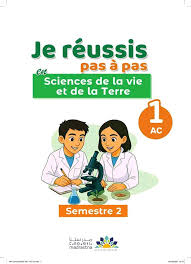 Je réussis
pas à pas
en
Sciences de la vie
et de la Terre
1
AC
Semestre 2